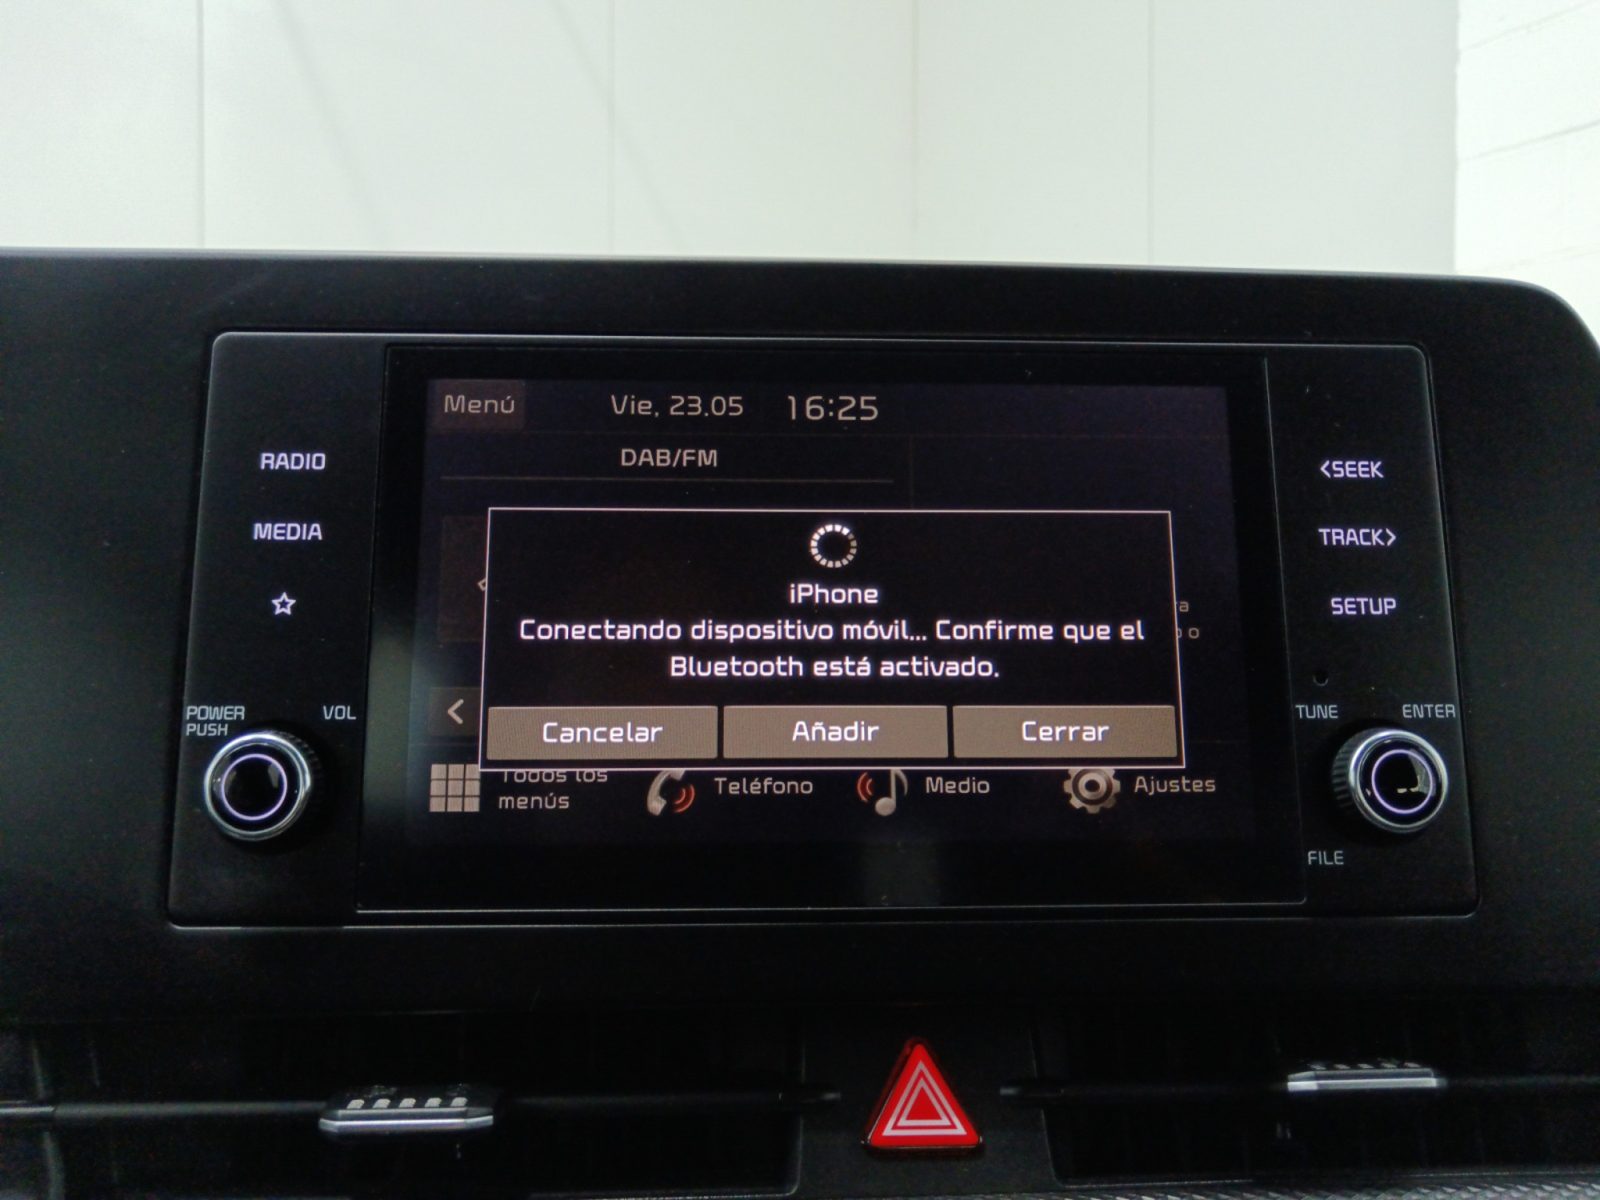 Menú
Vie, 23.05
16:25
DAB/FM
RADIO
MEDIA
POWER
PUSH
VOL
<SEEK
TRACK>
SETUP
TUNE
ENTER
FILE
iPhone
Conectando dispositivo móvil... Confirme que el
Bluetooth está activado.
Cancelar
Añadir
Cerrar
Todos los
menús
Teléfono
Medio
Ajustes